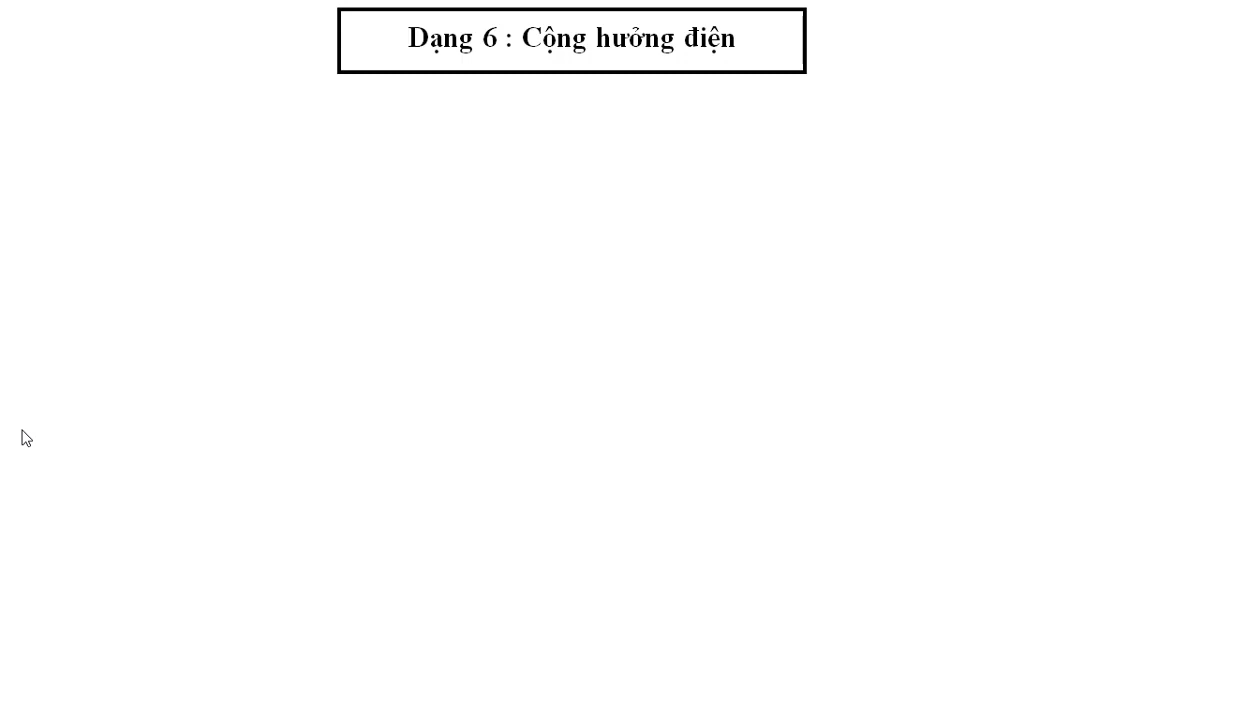 Dạng 6 : Cộng hưởng điện